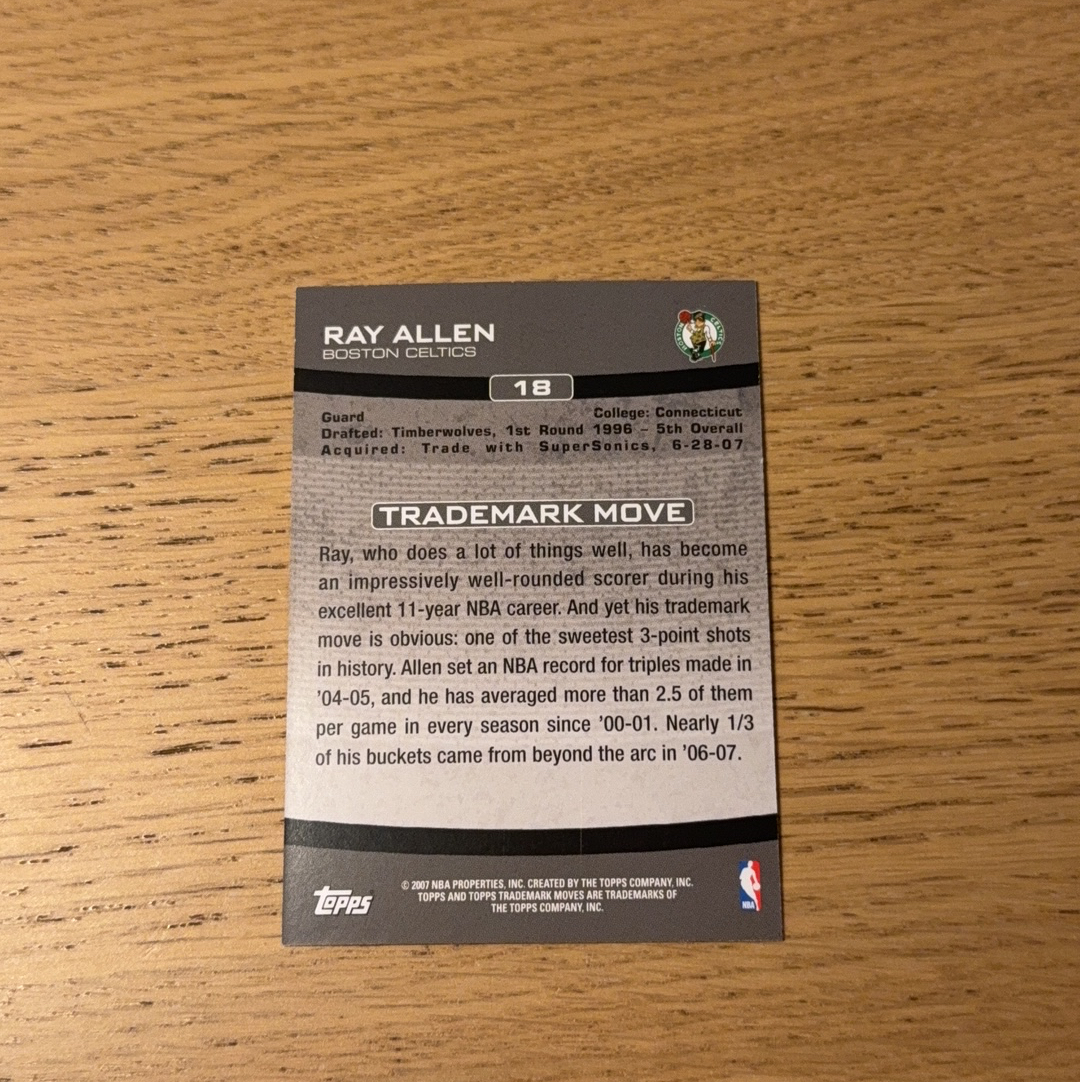 RAY ALLEN
BOSTON CELTICS
BOSTON CELTICS
18
Guard College: Connecticut
Drafted: Timberwolves, 1st Round 1996 – 5th Overall
Acquired: Trade with SuperSonics, 6-28-07
TRADEMARK MOVE
Ray, who does a lot of things well, has become
an impressively well-rounded scorer during his
excellent 11-year NBA career. And yet his trademark
move is obvious: one of the sweetest 3-point shots
in history. Allen set an NBA record for triples made in
'04-05, and he has averaged more than 2.5 of them
per game in every season since '00-01. Nearly 1/3
of his buckets came from beyond the arc in '06-07.
Topps
© 2007 NBA PROPERTIES, INC. CREATED BY THE TOPPS COMPANY, INC.
TOPPS AND TOPPS TRADEMARK MOVES ARE TRADEMARKS OF
THE TOPPS COMPANY, INC.
NBA